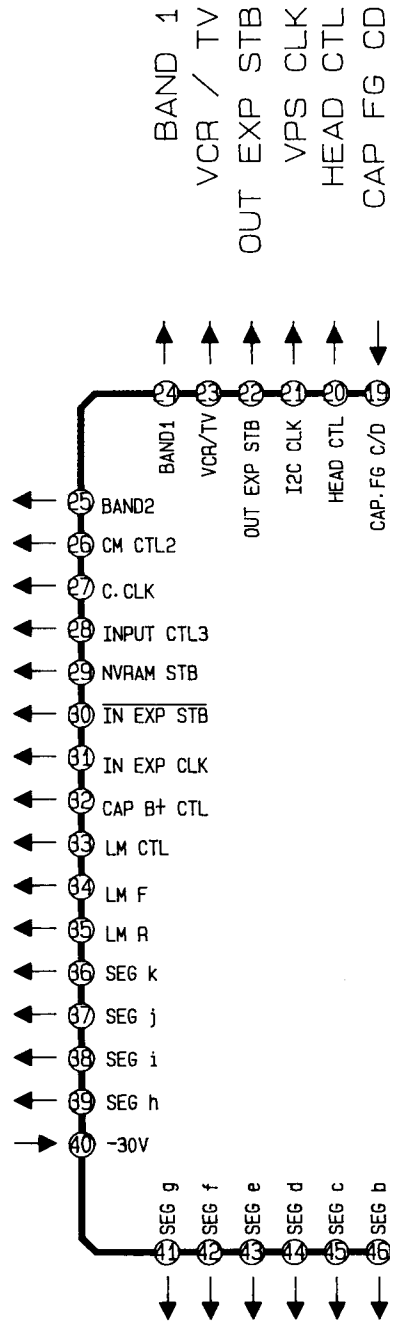 BAND 1
VCR / TV
OUT EXP STB
VPS CLK
HEAD CTL
CAP FG CD
24
23
22
21
20
19
BAND1
VCR/TV
OUT EXP STB
I2C CLK
HEAD CTL
CAP.FG C/D
25 BAND2
26 CM CTL2
27 C.CLK
28 INPUT CTL3
29 NVRAM STB
30 IN EXP STB
31 IN EXP CLK
32 CAP B+ CTL
33 LM CTL
34 LM F
35 LM R
36 SEG k
37 SEG j
38 SEG i
39 SEG h
40 -30V
SEG g
SEG f
SEG e
SEG d
SEG c
SEG b
41
42
43
44
45
46